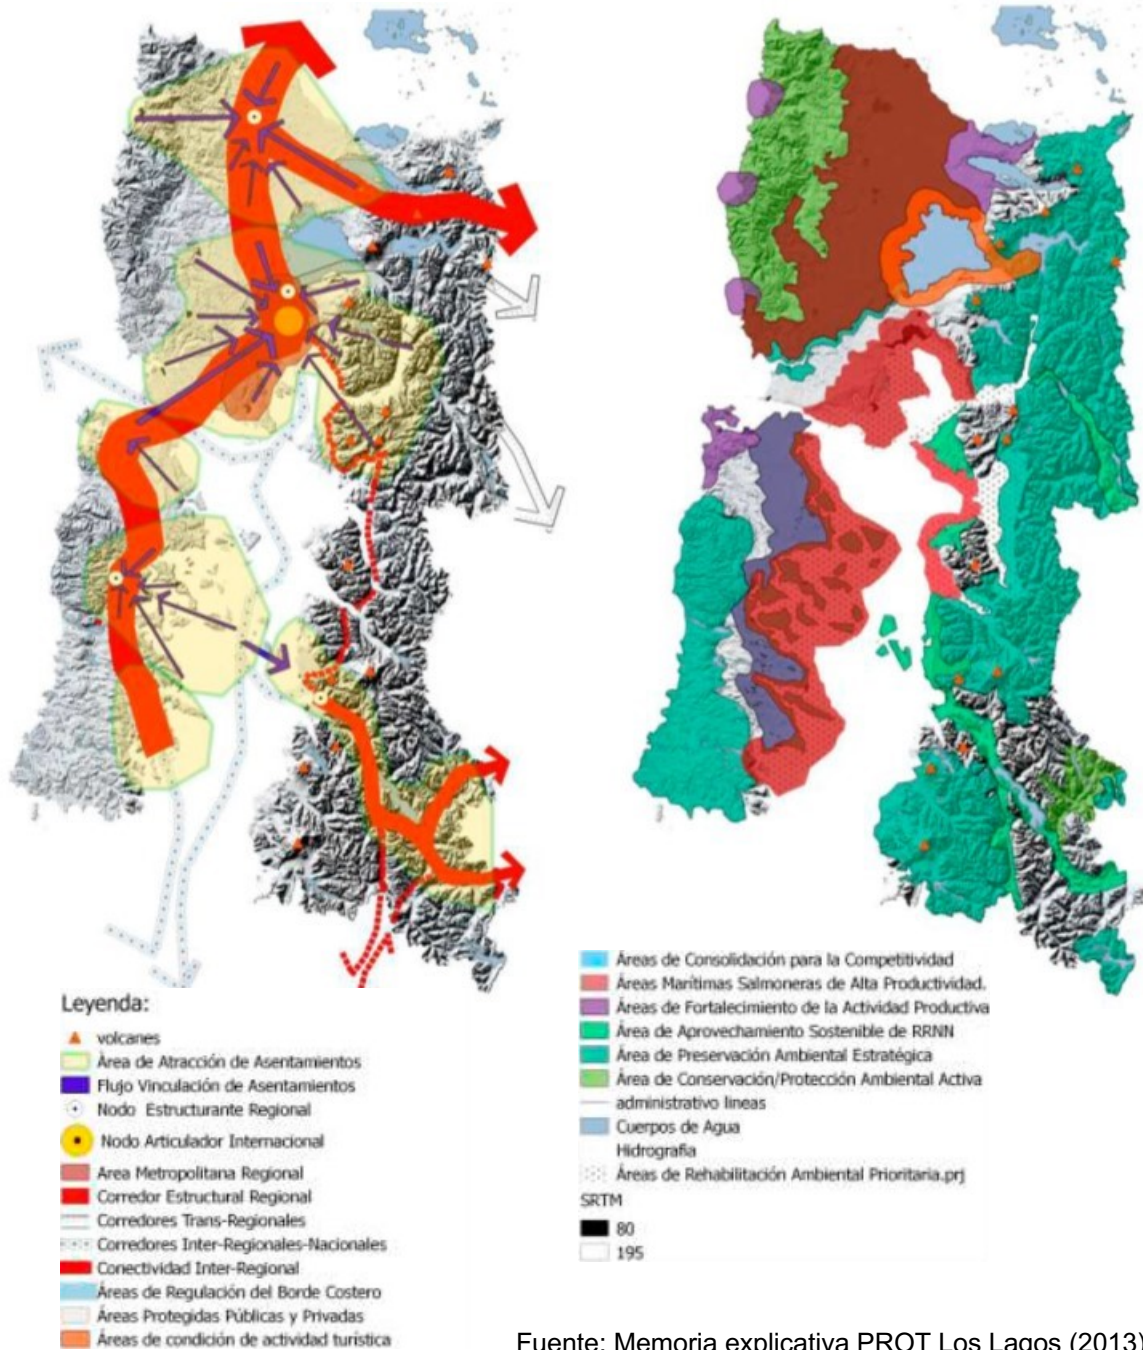 Leyenda:
volcanes
Àrea de Atracción de Asentamientos
Flujo Vinculación de Asentamientos
Nodo Estructurante Regional
Nodo Articulador Internacional
Area Metropolitana Regional
Corredor Estructural Regional
Corredores Trans-Regionales
Corredores Inter-Regionales-Nacionales
Conectividad Inter-Regional
Áreas de Regulación del Borde Costero
Áreas Protegidas Públicas y Privadas
Áreas de condición de actividad turística
Áreas de Consolidación para la Competitividad
Áreas Marítimas Salmoneras de Alta Productividad.
Áreas de Fortalecimiento de la Actividad Productiva
Área de Aprovechamiento Sostenible de RRNN
Área de Preservación Ambiental Estratégica
Área de Conservación/Protección Ambiental Activa
administrativo lineas
Cuerpos de Agua
Hidrografia
Áreas de Rehabilitación Ambiental Prioritaria.prj
SRTM
80
195
Fuente: Memoria explicativa PROT Los Lagos (2013)